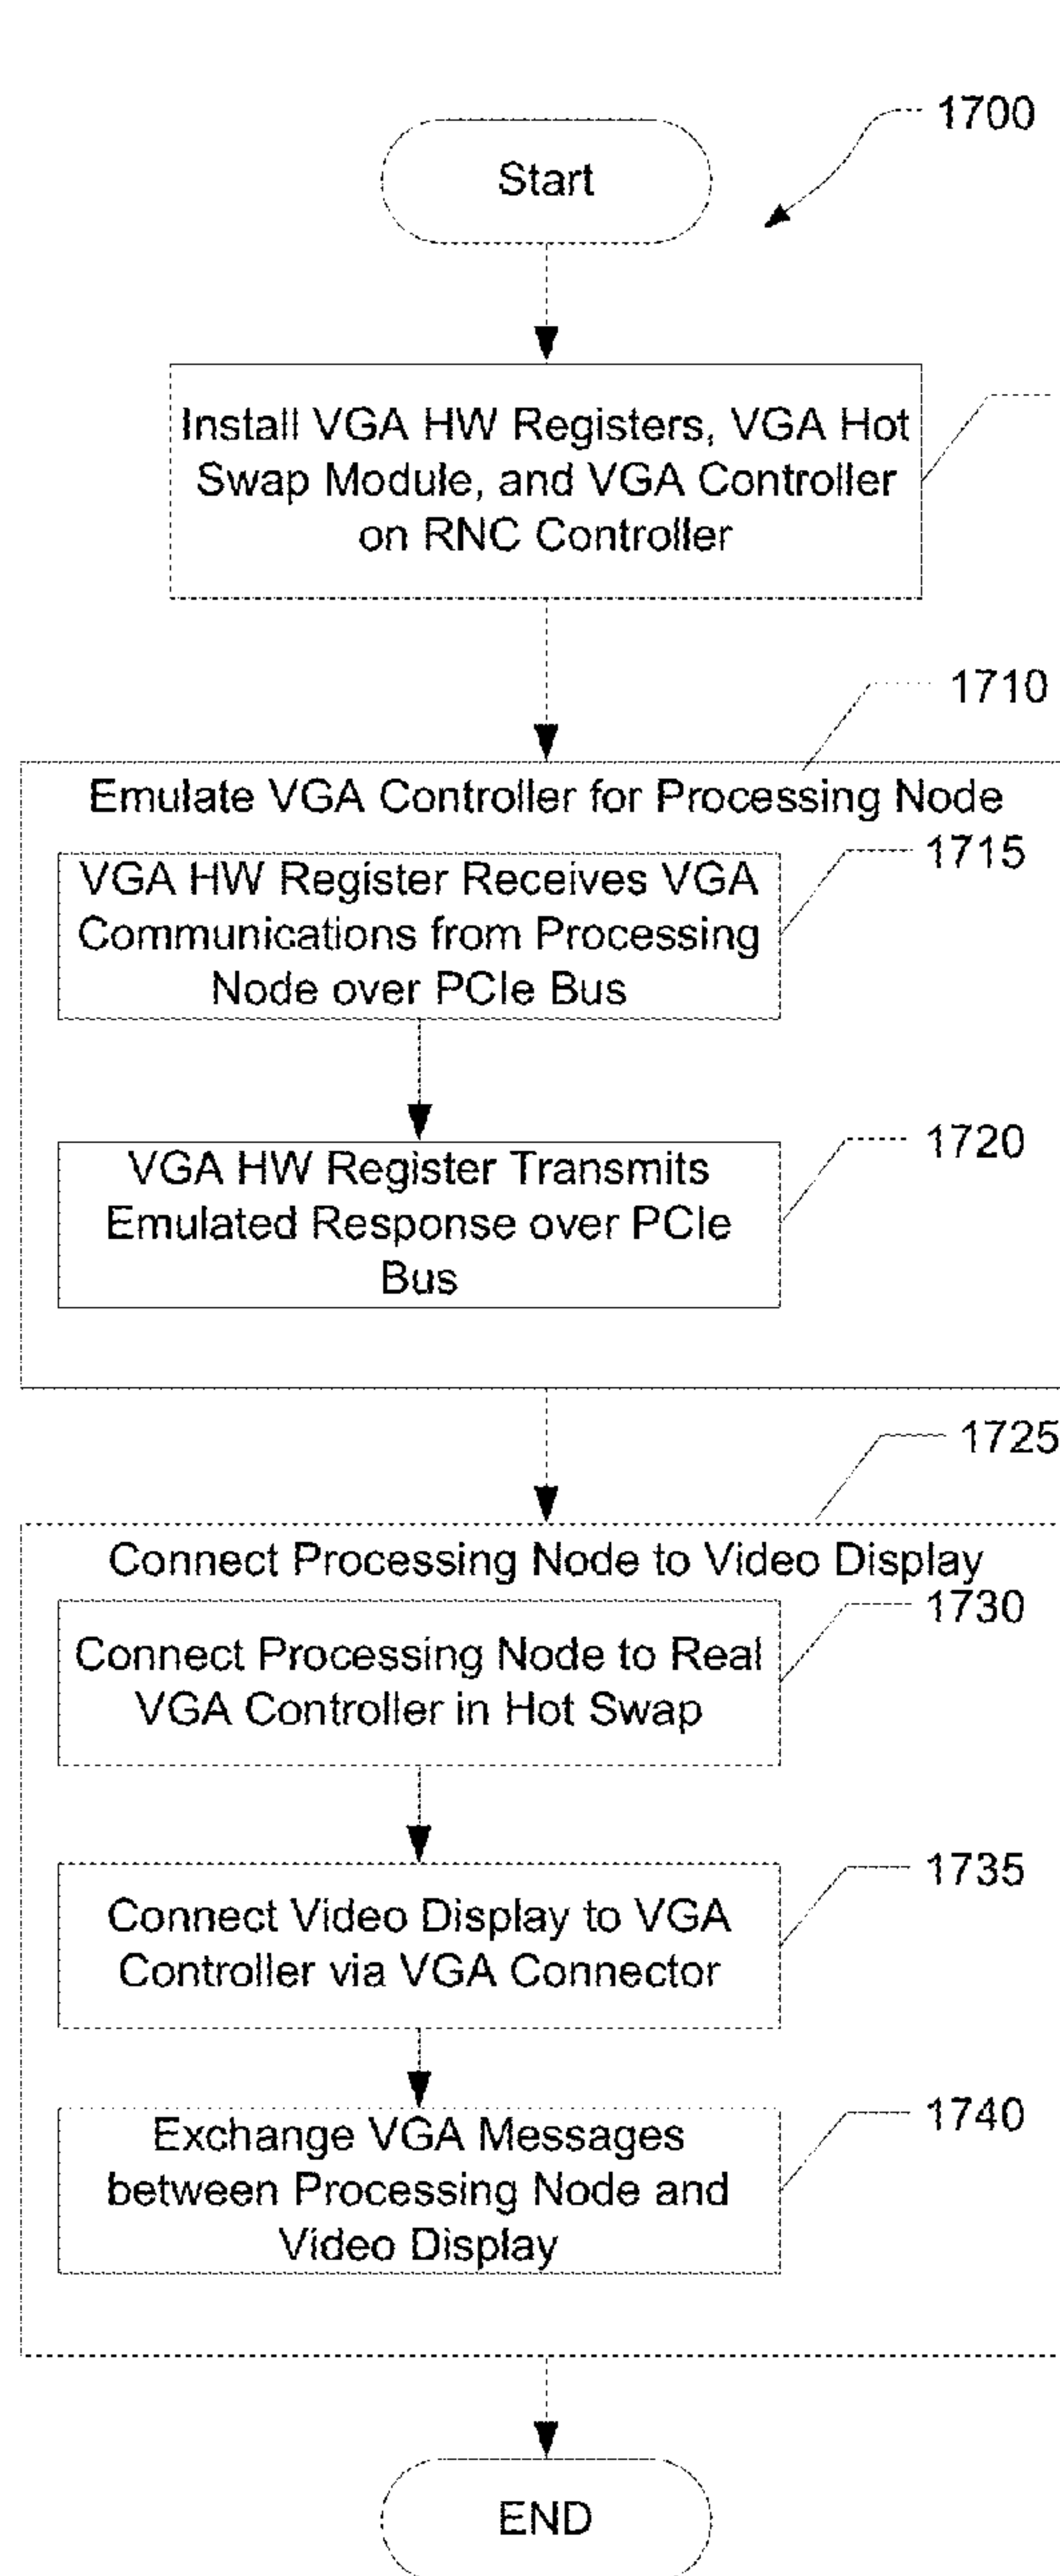 1700
Start
Install VGA HW Registers, VGA Hot
Swap Module, and VGA Controller
on RNC Controller
1710
Emulate VGA Controller for Processing Node
1715
VGA HW Register Receives VGA
Communications from Processing
Node over PCIe Bus
1720
VGA HW Register Transmits
Emulated Response over PCIe
Bus
1725
Connect Processing Node to Video Display
1730
Connect Processing Node to Real
VGA Controller in Hot Swap
1735
Connect Video Display to VGA
Controller via VGA Connector
1740
Exchange VGA Messages
between Processing Node and
Video Display
END